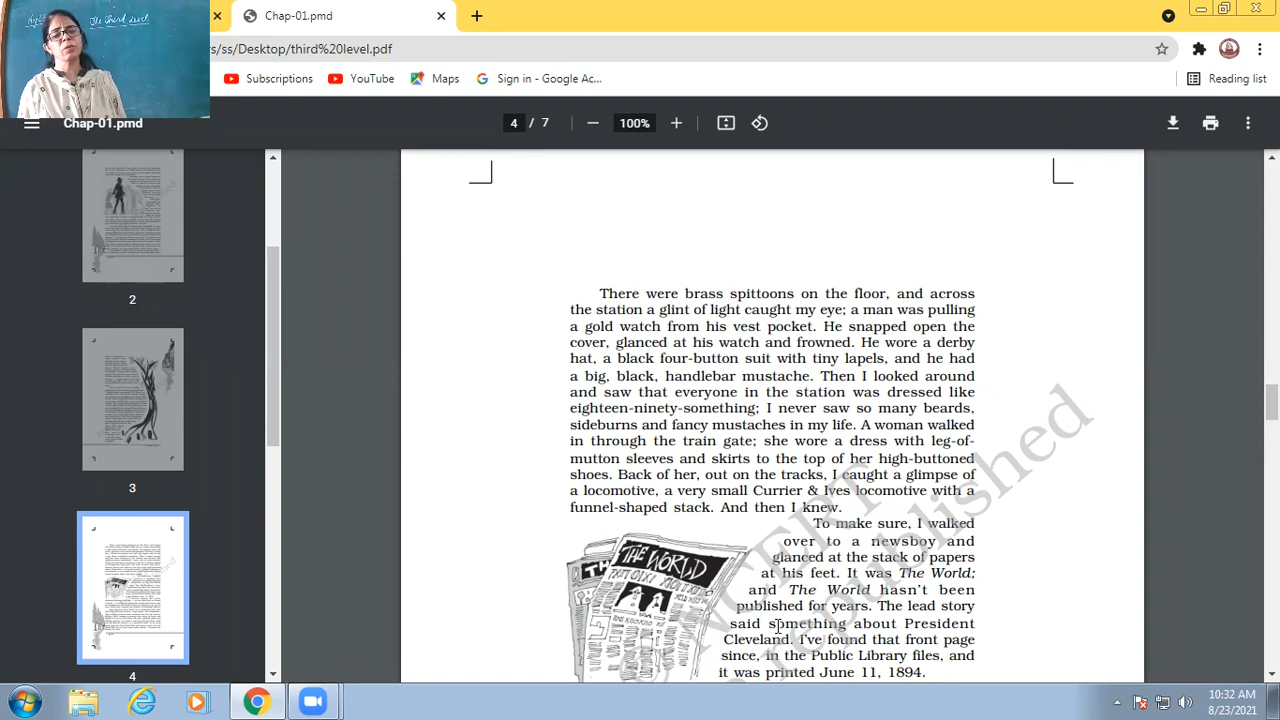 The Third Level
Chap-01.pmd
rs/ss/Desktop/third%20level.pdf
Subscriptions
YouTube
Maps
Sign in - Google Ac...
Reading list
Chap-01.pmd
4 / 7
100%
2
3
4
There were brass spittoons on the floor, and across
the station a glint of light caught my eye; a man was pulling
a gold watch from his vest pocket. He snapped open the
cover, glanced at his watch and frowned. He wore a derby
hat, a black four-button suit with tiny lapels, and he had
a big, black, handlebar mustache. Then I looked around
and saw that everyone in the station was dressed like
eighteen-ninety-something; I never saw so many beards,
sideburns and fancy mustaches in my life. A woman walked
in through the train gate; she wore a dress with leg-of-
mutton sleeves and skirts to the top of her high-buttoned
shoes. Back of her, out on the tracks, I caught a glimpse of
a locomotive, a very small Currier & Ives locomotive with a
funnel-shaped stack. And then I knew.
To make sure, I walked
over to a newsboy and
glanced at the stack of papers
at his feet. It was The World;
and The World hasn't been
published for years. The lead story
said something about President
Cleveland. I've found that front page
since, in the Public Library files, and
it was printed June 11, 1894.
THE WORLD
republished
10:32 AM
8/23/2021